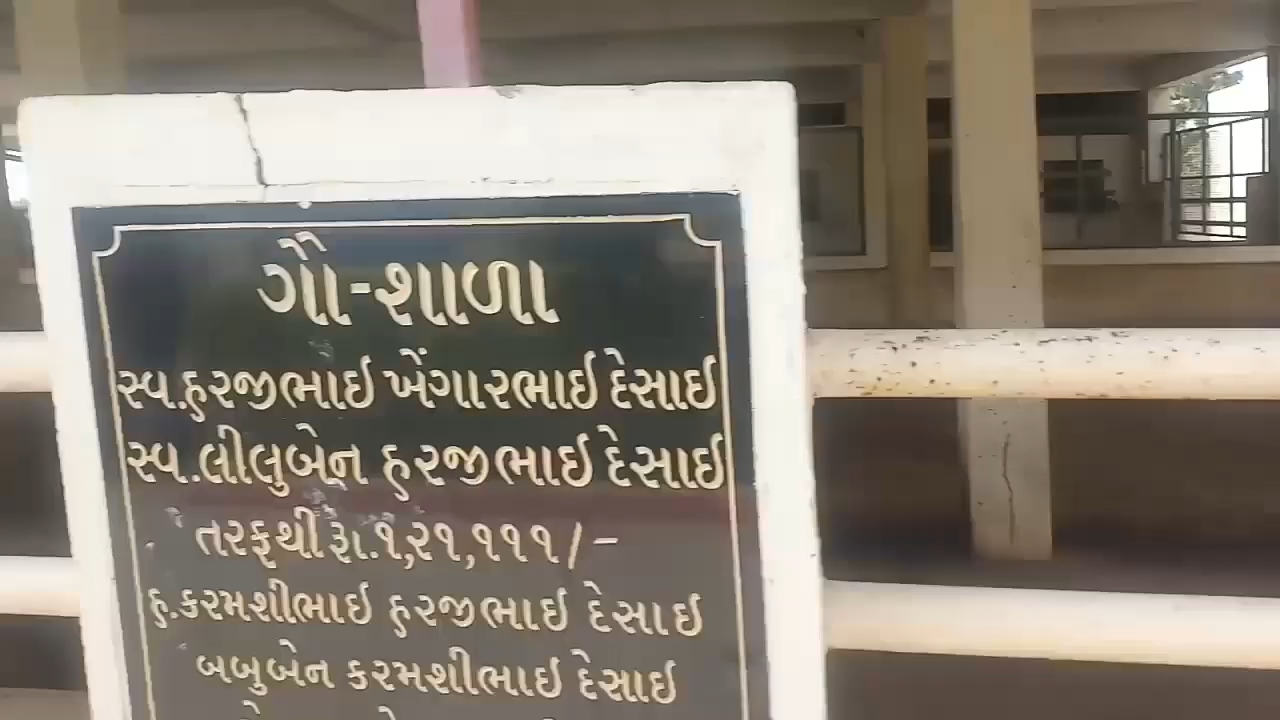 ગૌ-શાળા
સ્વ.હરજીભાઈ ખેંગારભાઈ દેસાઈ
સ્વ.લીલુબેન હરજીભાઈ દેસાઈ
તરફથી રૂા.૧,૨૧,૧૧૧/-
હ.કરમશીભાઈ હરજીભાઈ દેસાઈ
બબુબેન કરમશીભાઈ દેસાઈ